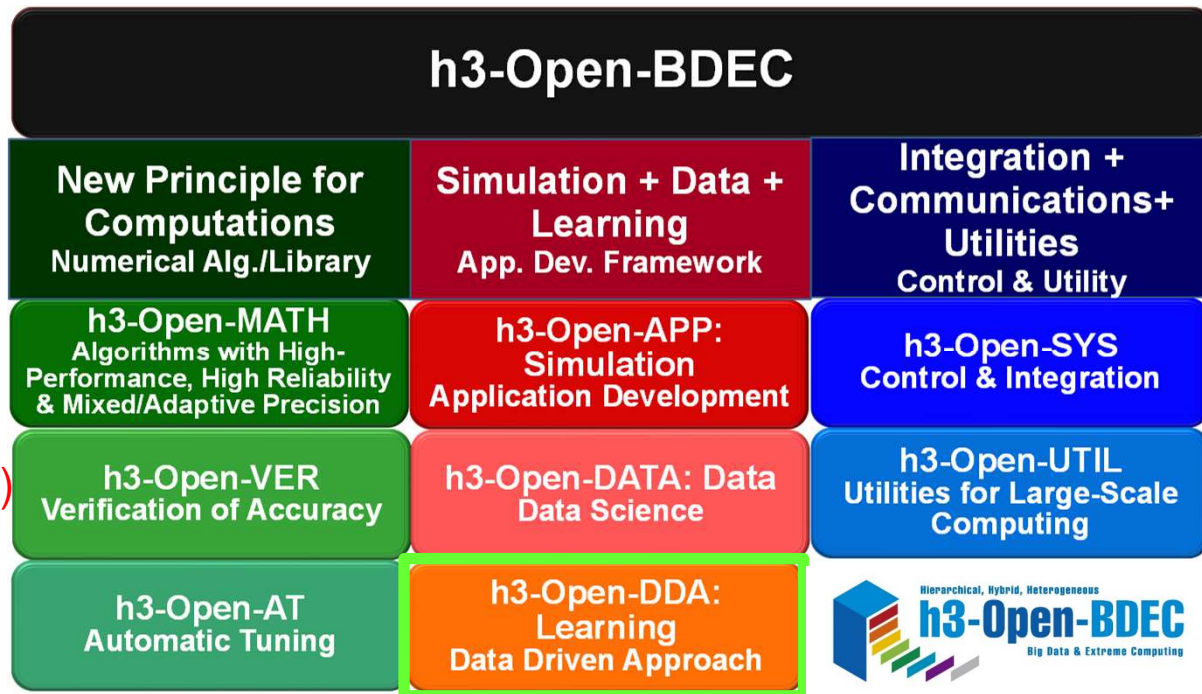 h3-Open-BDEC
New Principle for
Computations
Numerical Alg./Library
Simulation + Data +
Learning
App. Dev. Framework
Integration +
Communications+
Utilities
Control & Utility
h3-Open-MATH
Algorithms with High-
Performance, High Reliability
& Mixed/Adaptive Precision
h3-Open-APP:
Simulation
Application Development
h3-Open-SYS
Control & Integration
)
h3-Open-VER
Verification of Accuracy
h3-Open-DATA: Data
Data Science
h3-Open-UTIL
Utilities for Large-Scale
Computing
h3-Open-AT
Automatic Tuning
h3-Open-DDA:
Learning
Data Driven Approach
Hierarchical, Hybrid, Heterogeneous
h3-Open-BDEC
Big Data & Extreme Computing